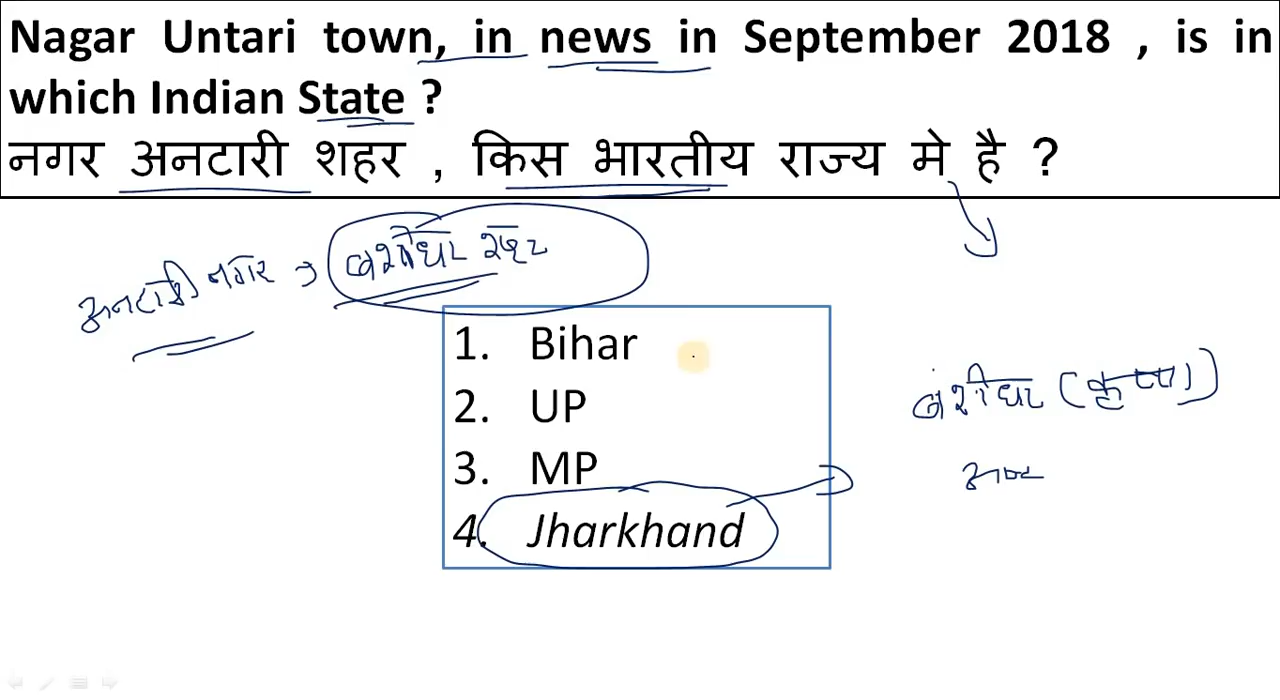 Nagar Untari town, in news in September 2018 , is in
which Indian State ?
नगर अनटारी शहर , किस भारतीय राज्य मे है ?
अनटारी नगर → बंशीधर
1. Bihar
2. UP
3. MP
4. Jharkhand
बंशीधर